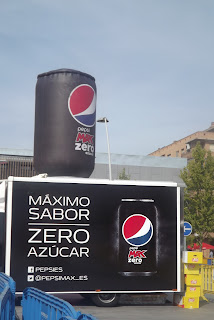 pepsi
MAX
zero
MÁXIMO
SABOR
ZERO
AZÚCAR
PEPSIES
@PEPSIMAX_ES
pepsi
MAX
zero